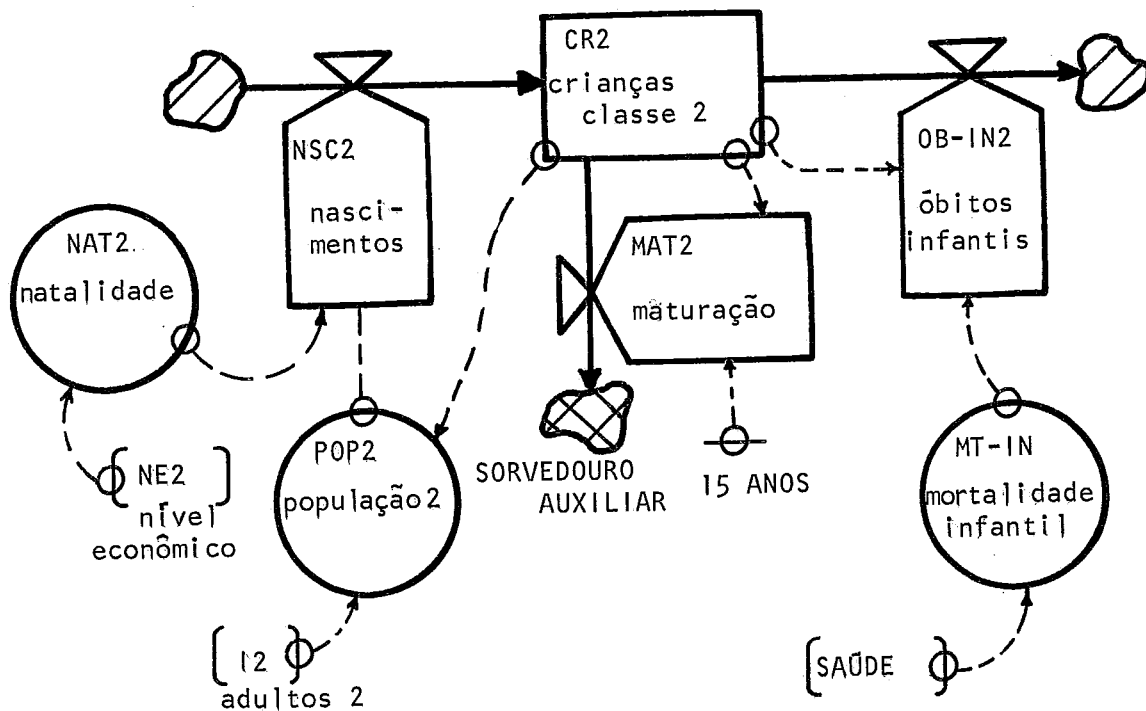 CR2
crianças
classe 2
NSC2
nasci-
mentos
OB-IN2
óbitos
infantis
NAT2.
natalidade
MAT2
maturação
POP2
população 2
SORVEDOURO
AUXILIAR
15 ANOS
MT-IN
mortalidade
infantil
[NE2]
nível
econômico
[I2]
adultos 2
[SAÚDE]